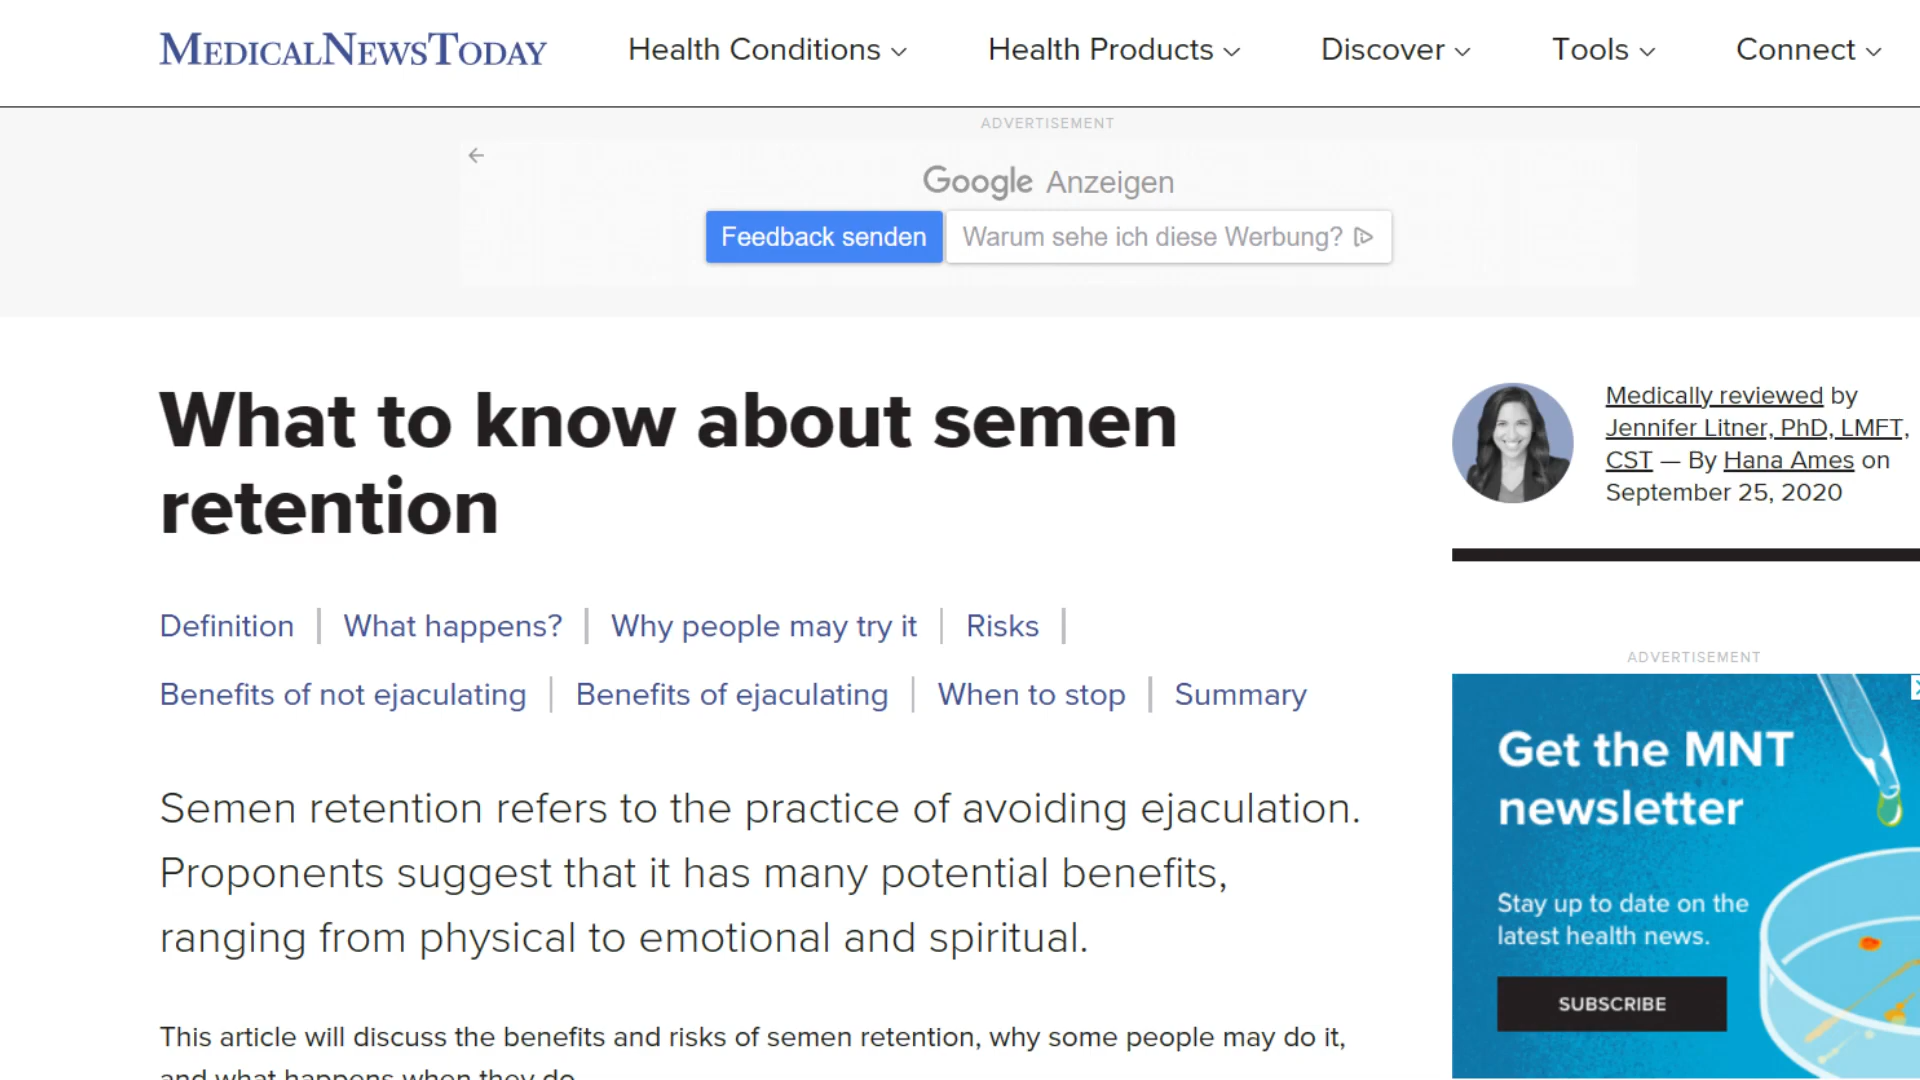 MEDICALNEWSTODAY
Health Conditions
Health Products
Discover
Tools
Connect
ADVERTISEMENT
Google Anzeigen
Feedback senden
Warum sehe ich diese Werbung?
What to know about semen
retention
Medically reviewed by
Jennifer Litner, PhD, LMFT,
CST — By Hana Ames on
September 25, 2020
Definition | What happens? | Why people may try it | Risks |
Benefits of not ejaculating | Benefits of ejaculating | When to stop | Summary
Semen retention refers to the practice of avoiding ejaculation.
Proponents suggest that it has many potential benefits,
ranging from physical to emotional and spiritual.
This article will discuss the benefits and risks of semen retention, why some people may do it,
and what happens when they do.
ADVERTISEMENT
Get the MNT
newsletter
Stay up to date on the
latest health news.
SUBSCRIBE